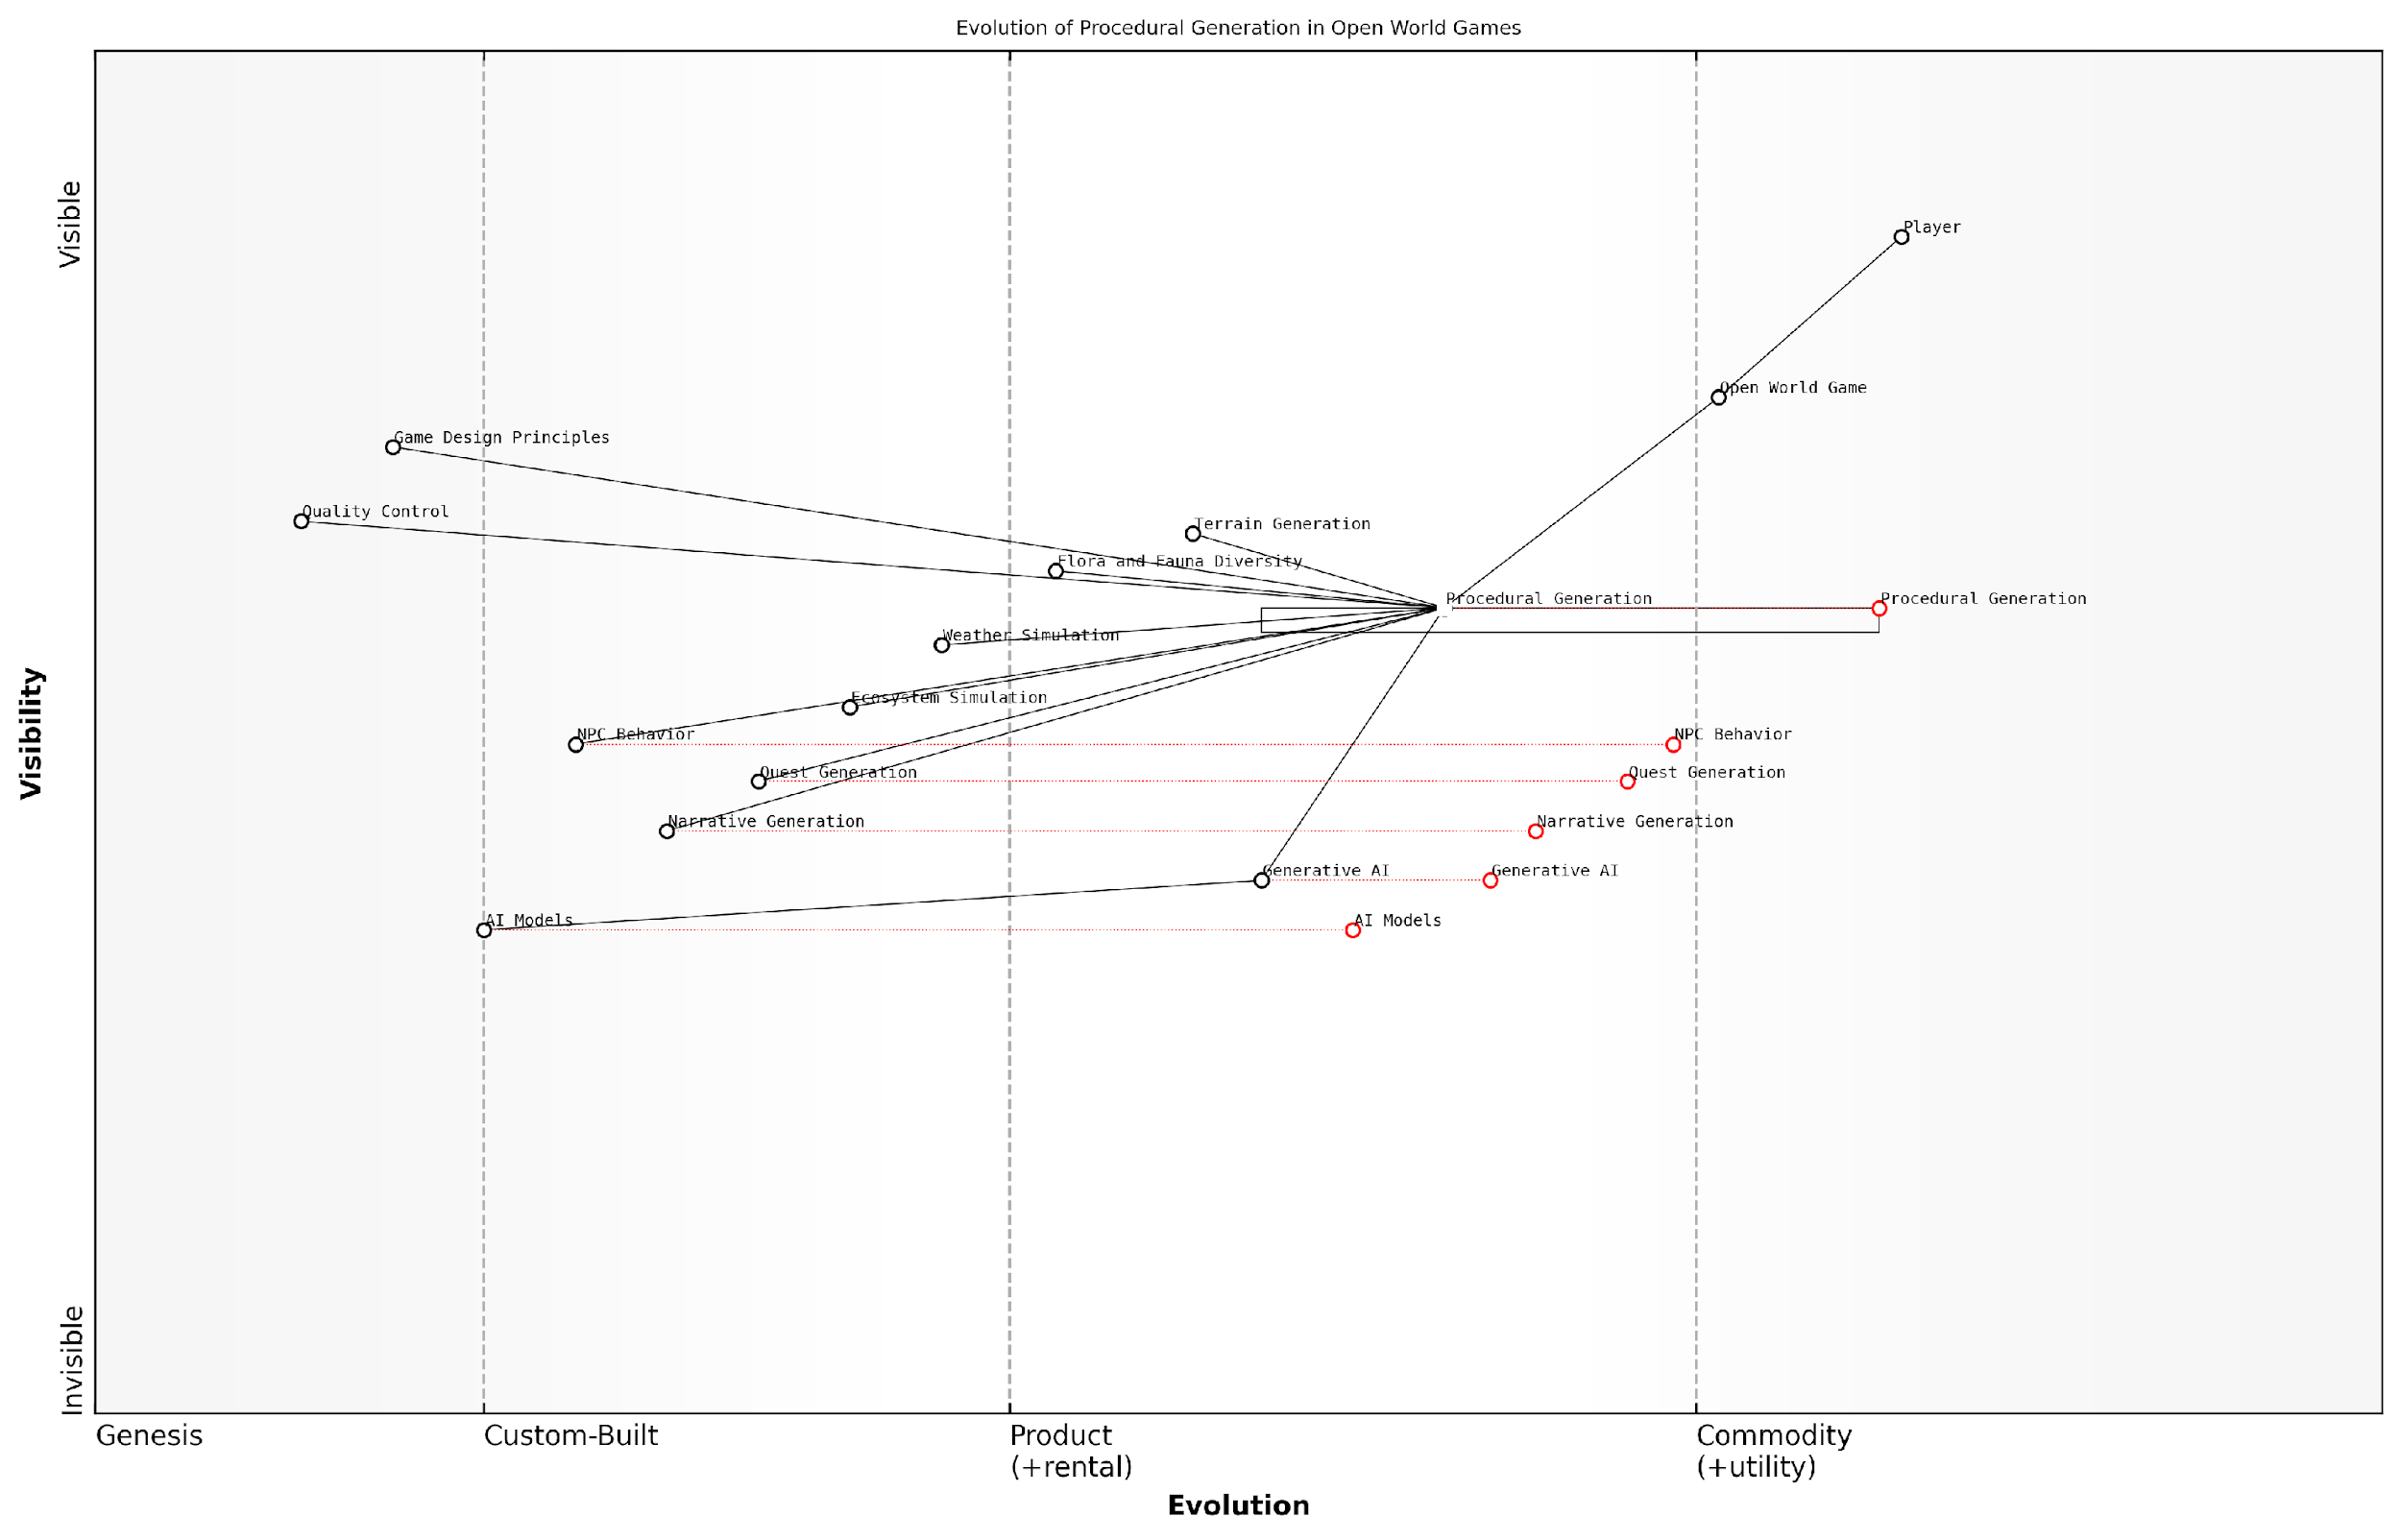 Evolution of Procedural Generation in Open World Games
Visible
Player
Open World Game
Game Design Principles
Quality Control
Terrain Generation
Flora and Fauna Diversity
Procedural Generation
Procedural Generation
Weather Simulation
Ecosystem Simulation
NPC Behavior
NPC Behavior
Quest Generation
Quest Generation
Narrative Generation
Narrative Generation
Generative AI
Generative AI
AI Models
AI Models
Visibility
Invisible
Genesis
Custom-Built
Product
(+rental)
Commodity
(+utility)
Evolution